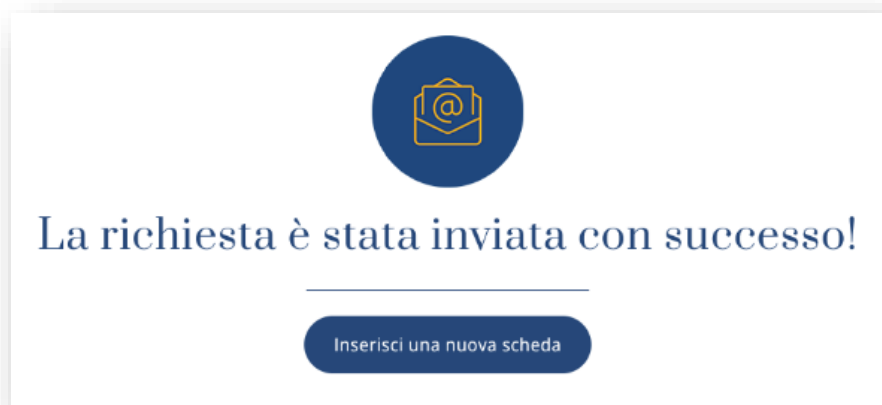 @
La richiesta è stata inviata con successo!
Inserisci una nuova scheda